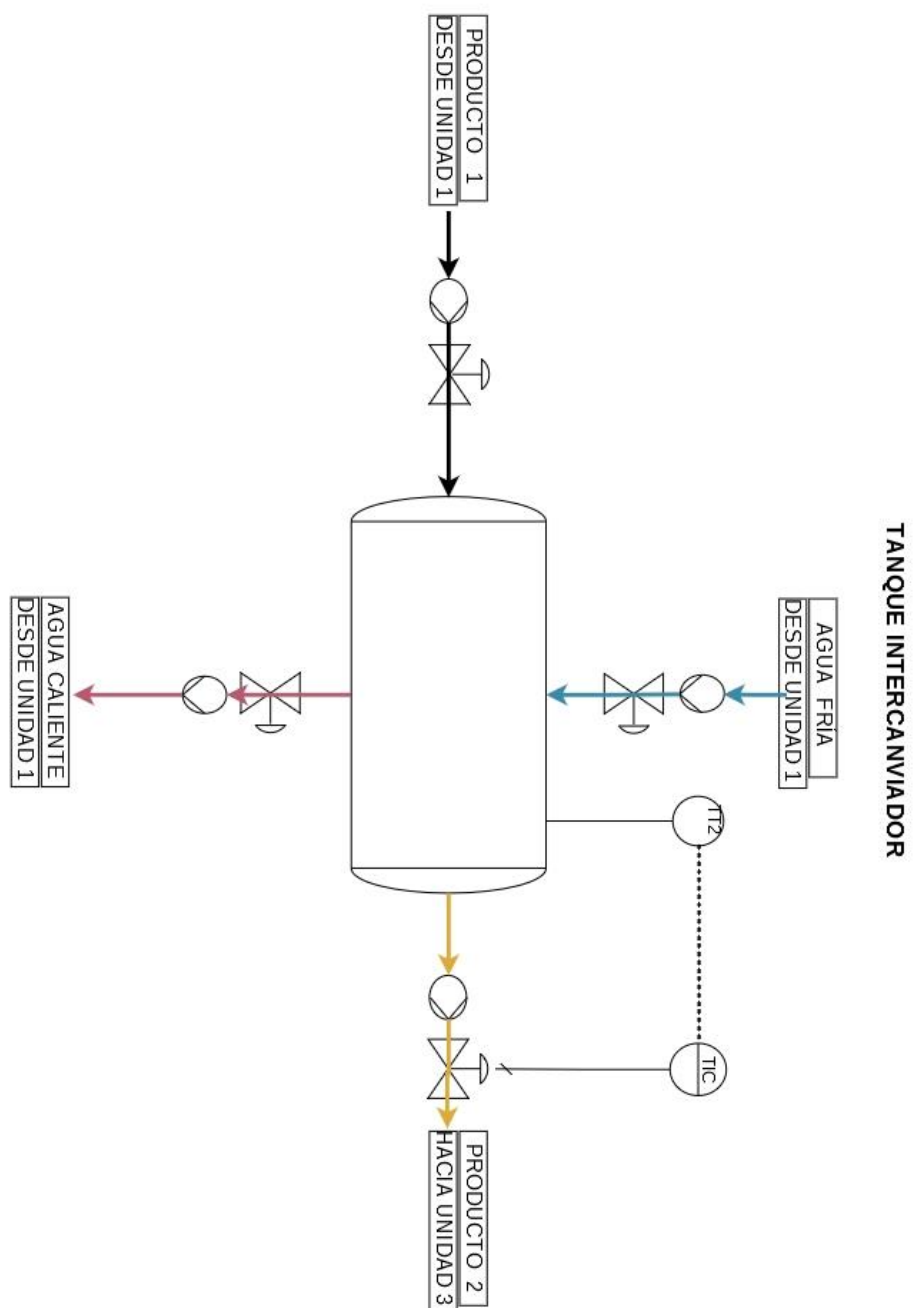 TANQUE INTERCANVIADOR
AGUA FRÍA
DESDE UNIDAD 1
TT2
TIC
PRODUCTO 1
DESDE UNIDAD 1
PRODUCTO 2
HACIA UNIDAD 3
AGUA CALIENTE
DESDE UNIDAD 1